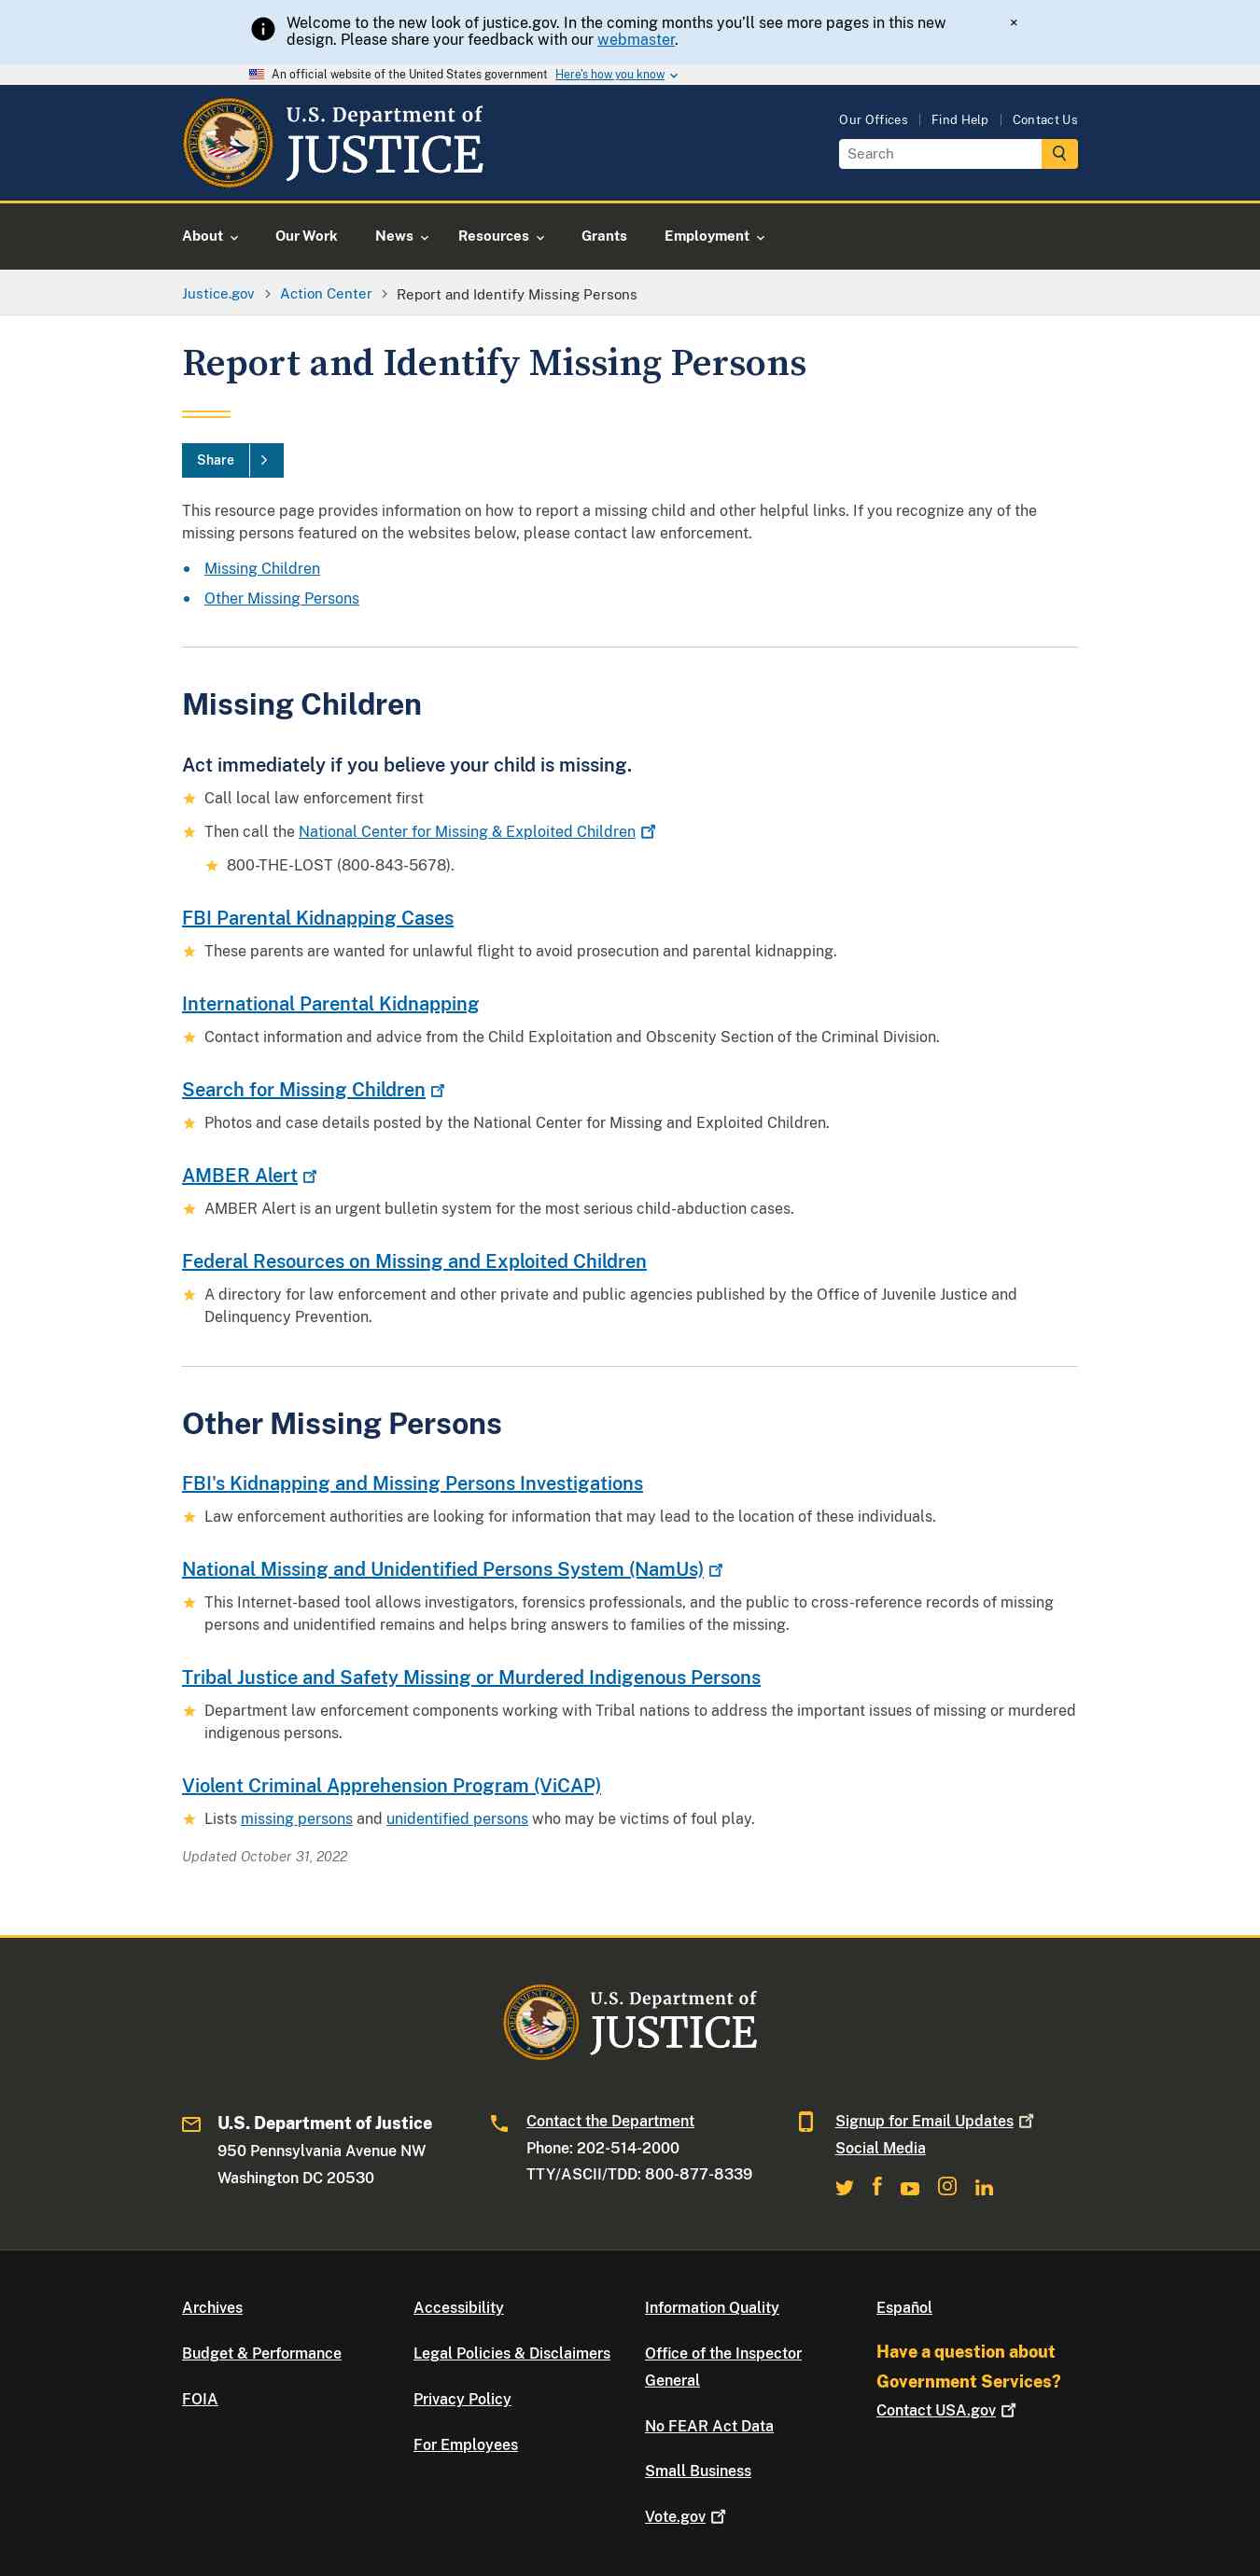 Welcome to the new look of justice.gov. In the coming months you'll see more pages in this new
design. Please share your feedback with our webmaster.
×
An official website of the United States government Here's how you know
U.S. Department of
JUSTICE
Our Offices Find Help Contact Us
Search
About Our Work News Resources Grants Employment
Justice.gov Action Center Report and Identify Missing Persons
Report and Identify Missing Persons
Share
This resource page provides information on how to report a missing child and other helpful links. If you recognize any of the
missing persons featured on the websites below, please contact law enforcement.
Missing Children
Other Missing Persons
Missing Children
Act immediately if you believe your child is missing.
Call local law enforcement first
Then call the National Center for Missing & Exploited Children
800-THE-LOST (800-843-5678).
FBI Parental Kidnapping Cases
These parents are wanted for unlawful flight to avoid prosecution and parental kidnapping.
International Parental Kidnapping
Contact information and advice from the Child Exploitation and Obscenity Section of the Criminal Division.
Search for Missing Children
Photos and case details posted by the National Center for Missing and Exploited Children.
AMBER Alert
AMBER Alert is an urgent bulletin system for the most serious child-abduction cases.
Federal Resources on Missing and Exploited Children
A directory for law enforcement and other private and public agencies published by the Office of Juvenile Justice and
Delinquency Prevention.
Other Missing Persons
FBI's Kidnapping and Missing Persons Investigations
Law enforcement authorities are looking for information that may lead to the location of these individuals.
National Missing and Unidentified Persons System (NamUs)
This Internet-based tool allows investigators, forensics professionals, and the public to cross-reference records of missing
persons and unidentified remains and helps bring answers to families of the missing.
Tribal Justice and Safety Missing or Murdered Indigenous Persons
Department law enforcement components working with Tribal nations to address the important issues of missing or murdered
indigenous persons.
Violent Criminal Apprehension Program (ViCAP)
Lists missing persons and unidentified persons who may be victims of foul play.
Updated October 31, 2022
U.S. Department of
JUSTICE
U.S. Department of Justice
950 Pennsylvania Avenue NW
Washington DC 20530
Contact the Department
Phone: 202-514-2000
TTY/ASCII/TDD: 800-877-8339
Signup for Email Updates
Social Media
Archives
Budget & Performance
FOIA
Accessibility
Legal Policies & Disclaimers
Privacy Policy
For Employees
Information Quality
Office of the Inspector
General
No FEAR Act Data
Small Business
Vote.gov
Español
Have a question about
Government Services?
Contact USA.gov